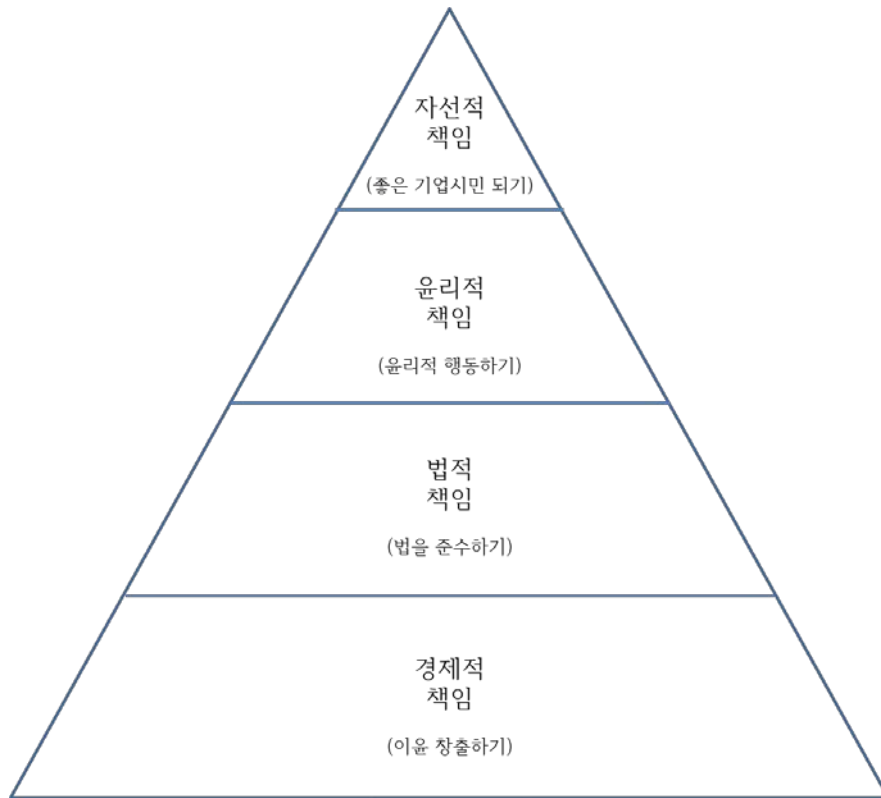 자선적
책임
(좋은 기업시민 되기)
윤리적
책임
(윤리적 행동하기)
법적
책임
(법을 준수하기)
경제적
책임
(이윤 창출하기)